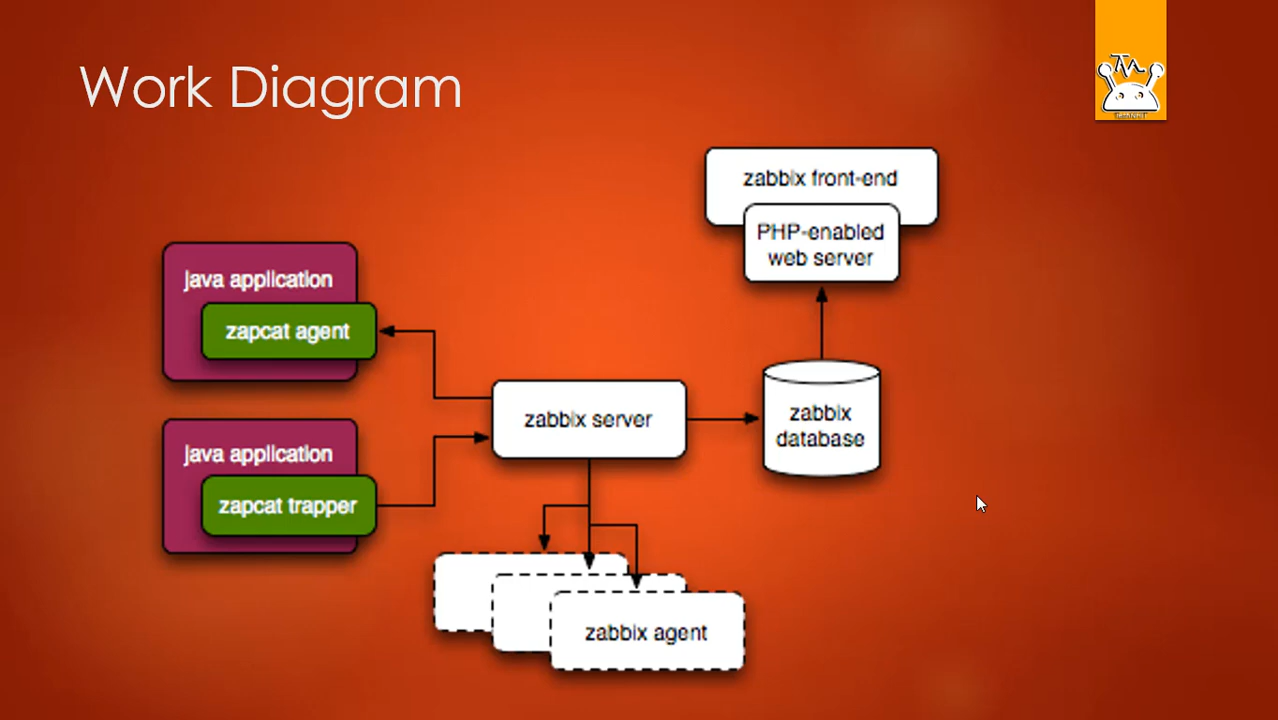 Work Diagram
zabbix front-end
PHP-enabled
web server
java application
zapcat agent
zabbix server
zabbix
database
java application
zapcat trapper
zabbix agent